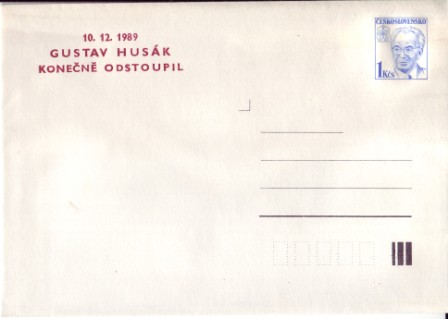 10. 12. 1989
GUSTAV HUSÁK
KONEČNĚ ODSTOUPIL
ČESKOSLOVENSKO
1 Kčs